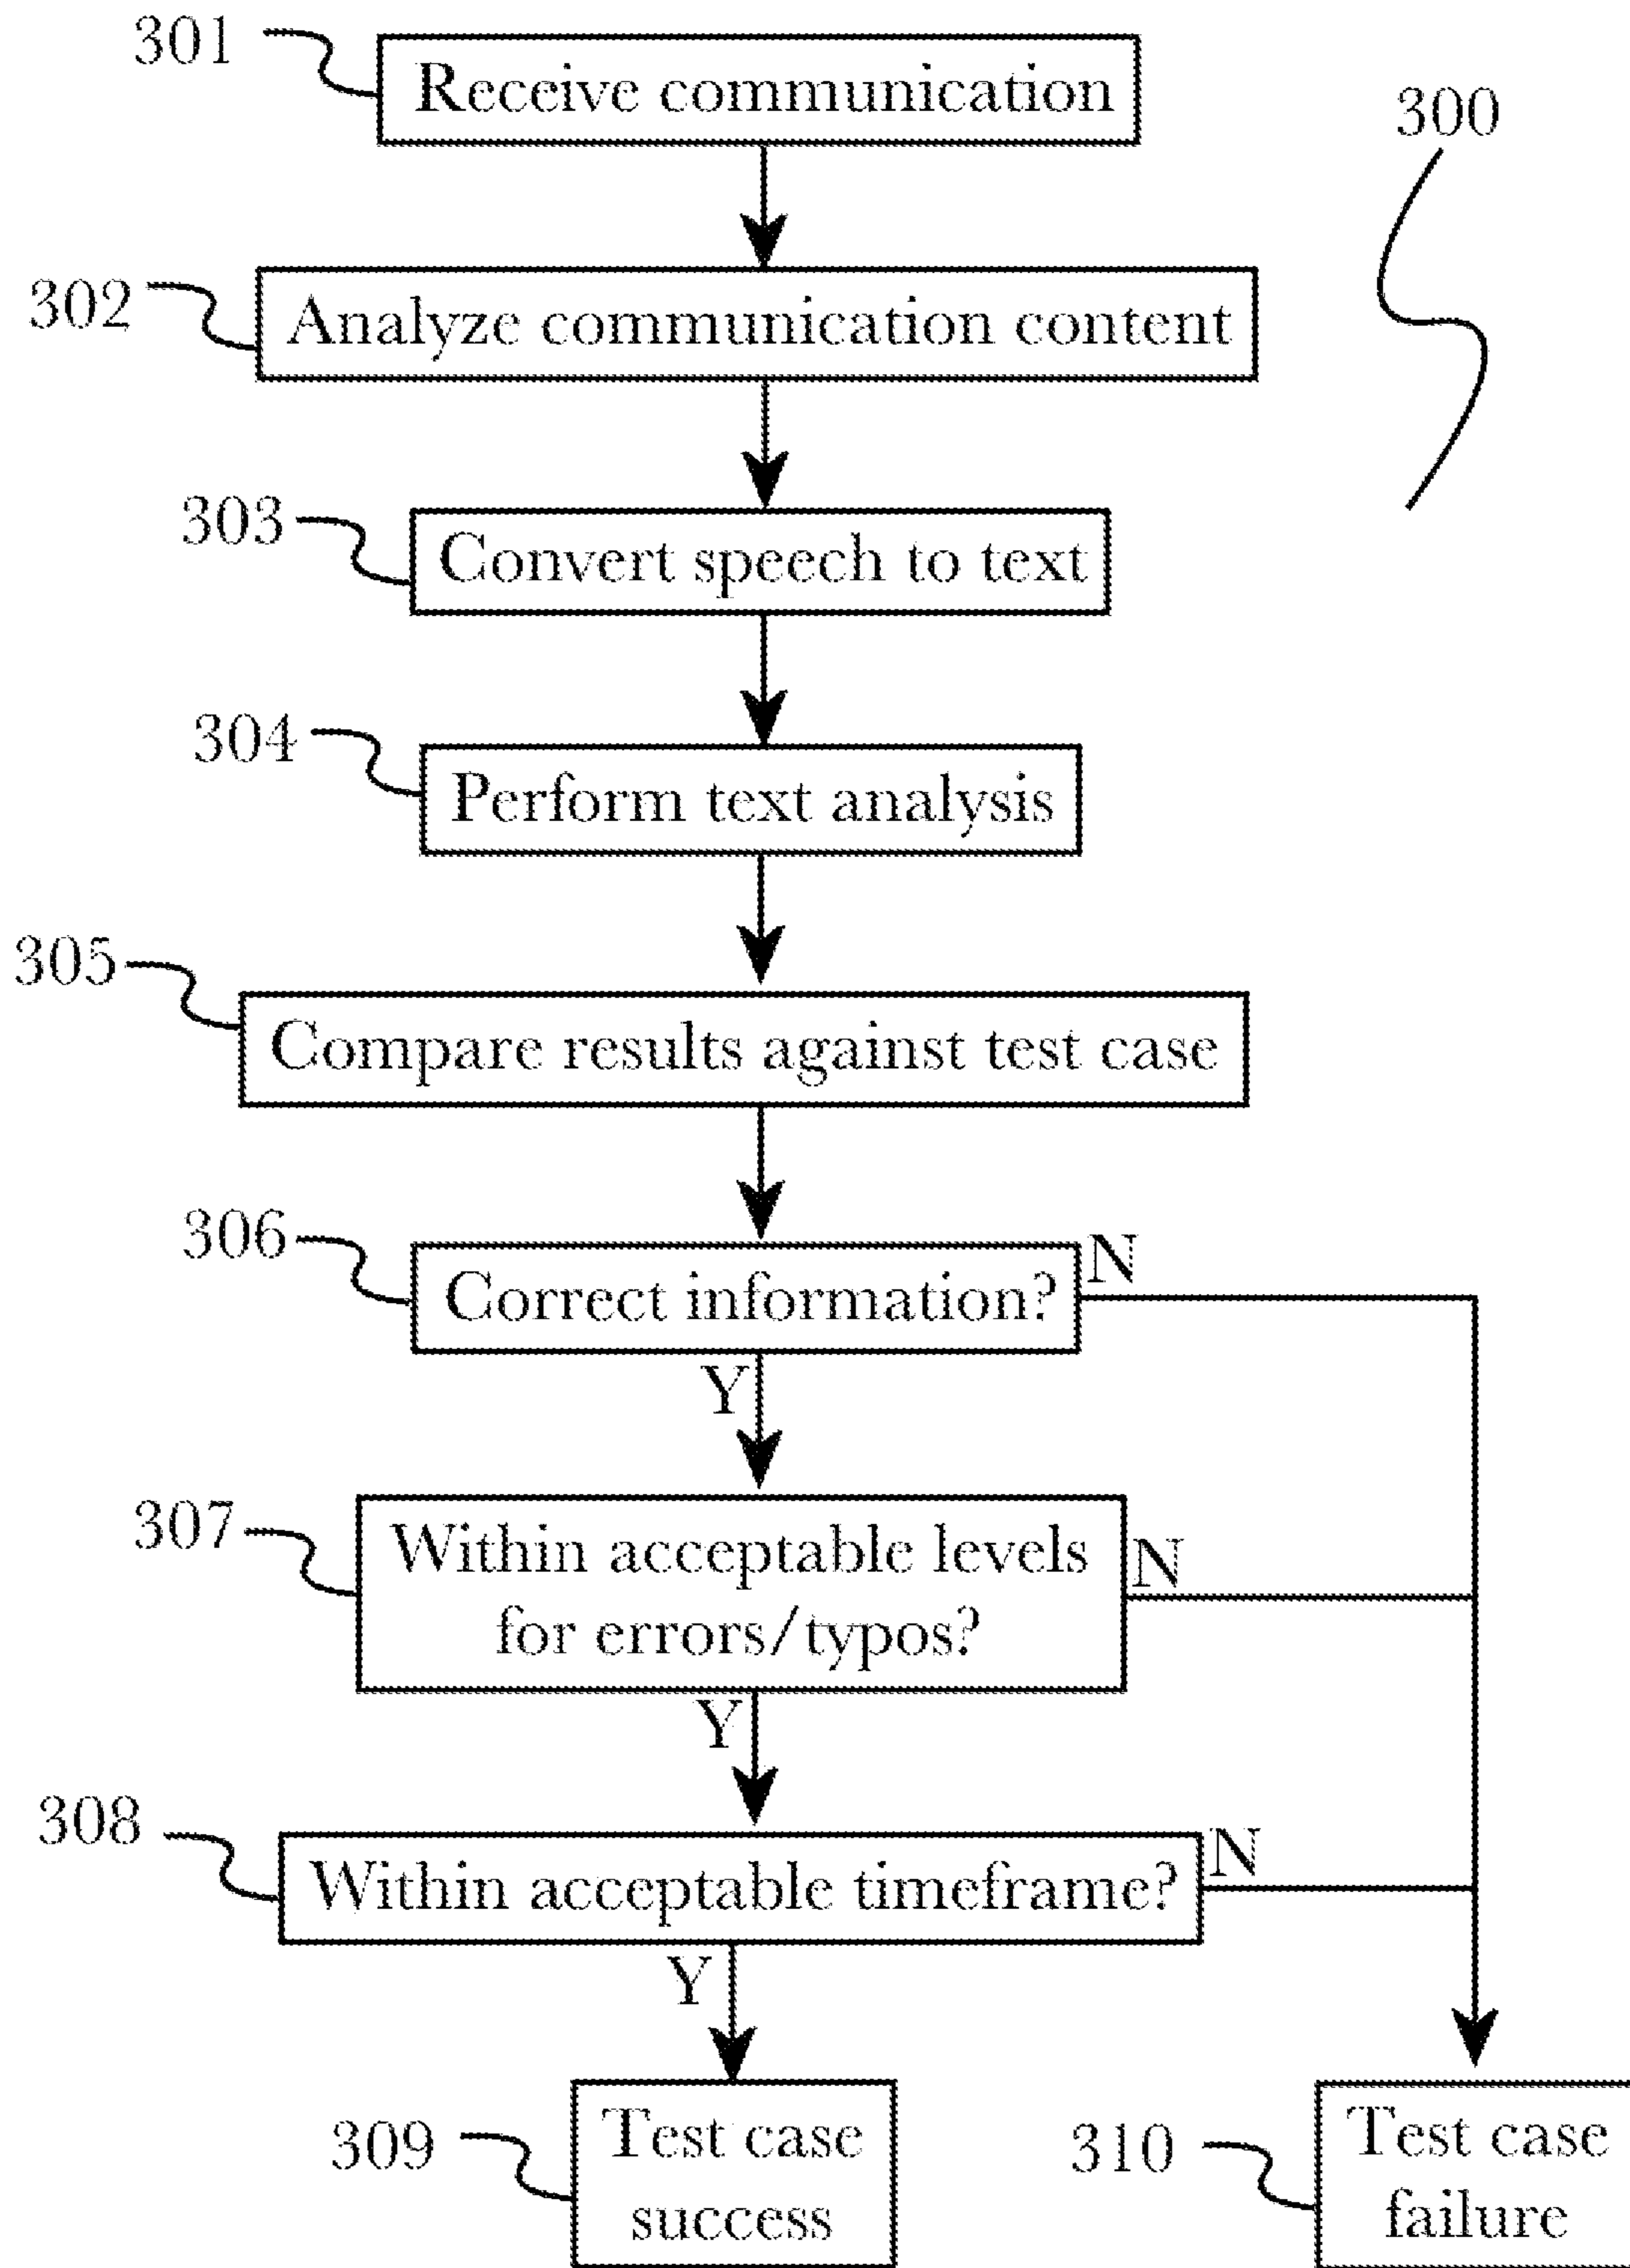 301
Receive communication
300
302
Analyze communication content
303
Convert speech to text
304
Perform text analysis
305
Compare results against test case
306
Correct information?
N
Y
307
Within acceptable levels
for errors/typos?
N
Y
308
Within acceptable timeframe?
N
Y
309
Test case
success
310
Test case
failure